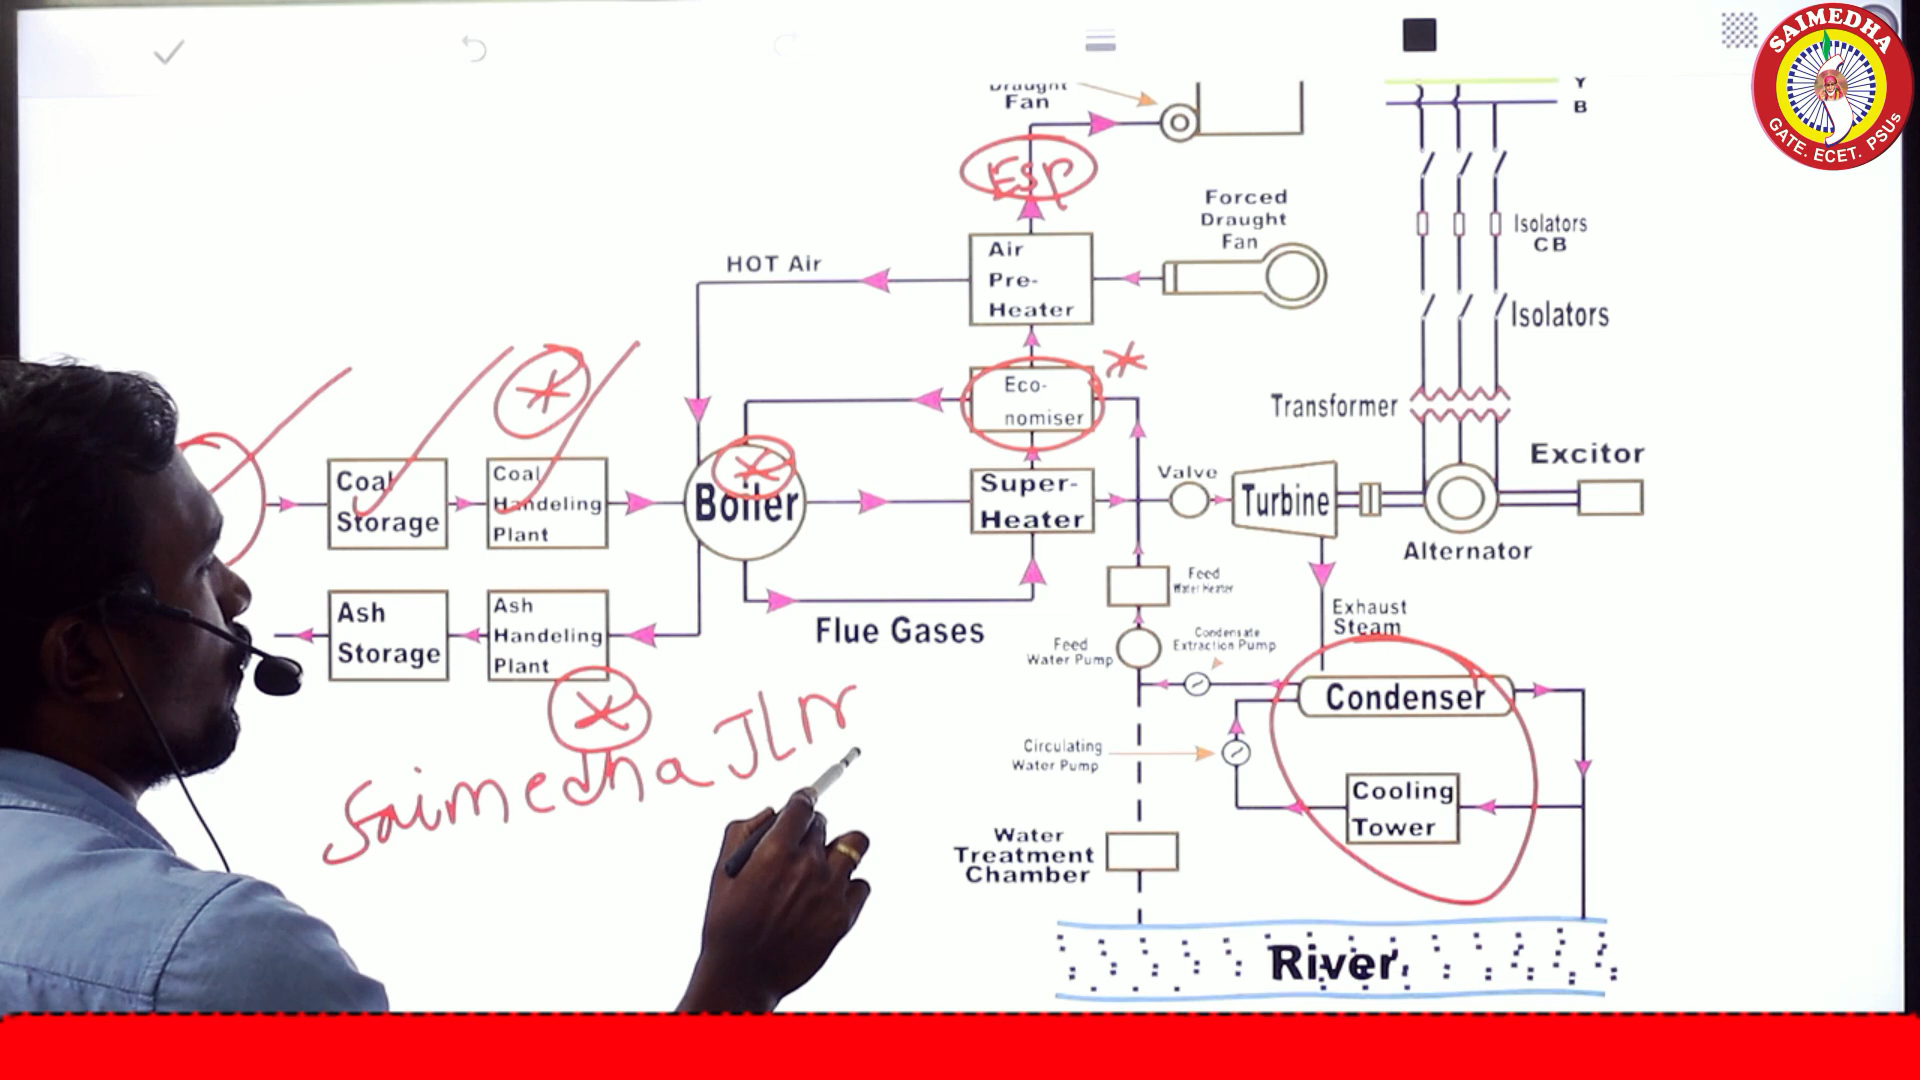 SAIMEDHA
GATE. ECET. PSUs
Draught
Fan
Y
B
ESP
Forced
Draught
Fan
Isolators
CB
Air
Pre-
Heater
HOT Air
Isolators
Eco-
nomiser
Transformer
Excitor
Coal
Storage
Coal
Handeling
Plant
Boiler
Super-
Heater
Valve
Turbine
Alternator
Feed
Water Heater
Ash
Storage
Ash
Handeling
Plant
Flue Gases
Exhaust
Steam
Feed
Water Pump
Condensate
Extraction Pump
Condenser
Saimedha JLM
Circulating
Water Pump
Cooling
Tower
Water
Treatment
Chamber
River